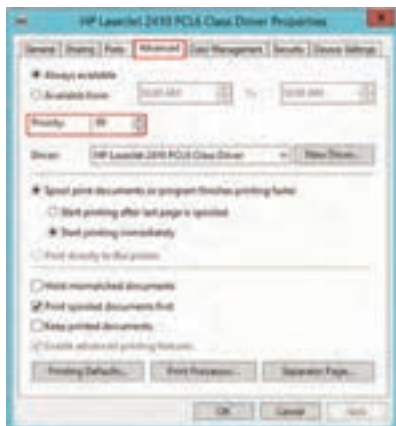 HP LaserJet 2410 PCL6 Class Driver Properties
General Sharing Ports Advanced Color Management Security Device Settings
Always available
Available from To
Priority: 99
Driver: HP LaserJet 2410 PCL6 Class Driver New Driver...
Spool print documents so program finishes printing faster
Start printing after last page is spooled
Start printing immediately
Print directly to the printer
Hold mismatched documents
Print spooled documents first
Keep printed documents
Enable advanced printing features
Printing Defaults... Print Processor... Separator Page...
OK Cancel Apply